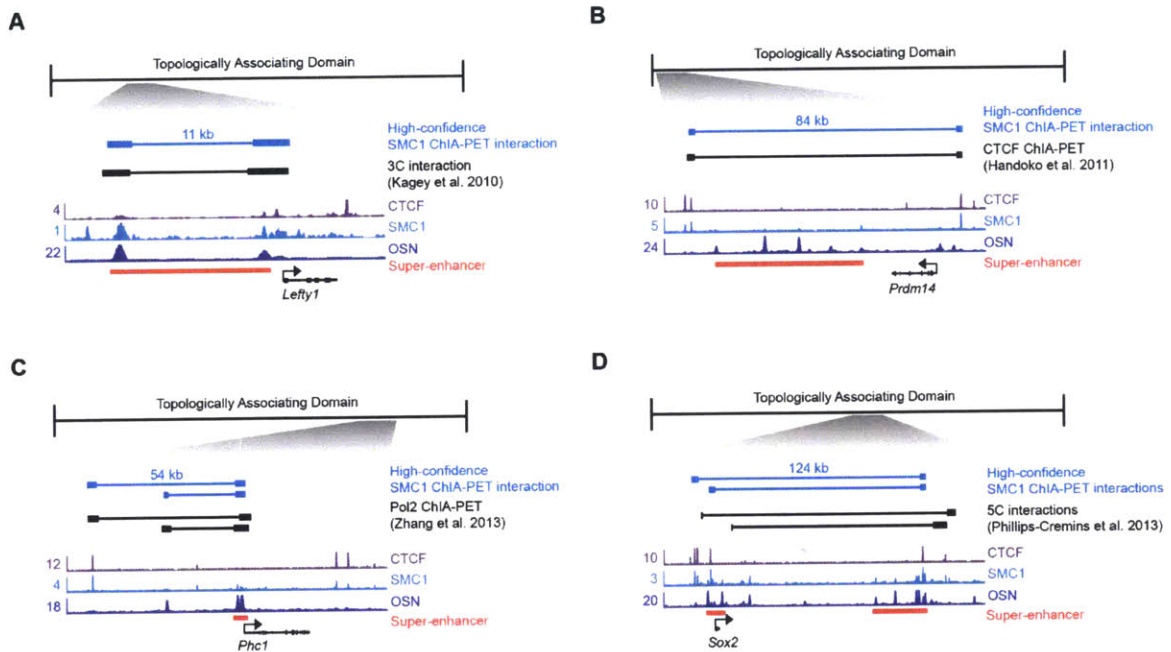 A
Topologically Associating Domain
11 kb
High-confidence
SMC1 ChIA-PET interaction
3C interaction
(Kagey et al. 2010)
4
CTCF
1
SMC1
22
OSN
Super-enhancer
Lefty1
B
Topologically Associating Domain
84 kb
High-confidence
SMC1 ChIA-PET interaction
CTCF ChIA-PET
(Handoko et al. 2011)
10
CTCF
5
SMC1
24
OSN
Super-enhancer
Prdm14
C
Topologically Associating Domain
54 kb
High-confidence
SMC1 ChIA-PET interaction
Pol2 ChIA-PET
(Zhang et al. 2013)
12
CTCF
4
SMC1
18
OSN
Super-enhancer
Phc1
D
Topologically Associating Domain
124 kb
High-confidence
SMC1 ChIA-PET interactions
5C interactions
(Phillips-Cremins et al. 2013)
10
CTCF
3
SMC1
20
OSN
Super-enhancer
Sox2